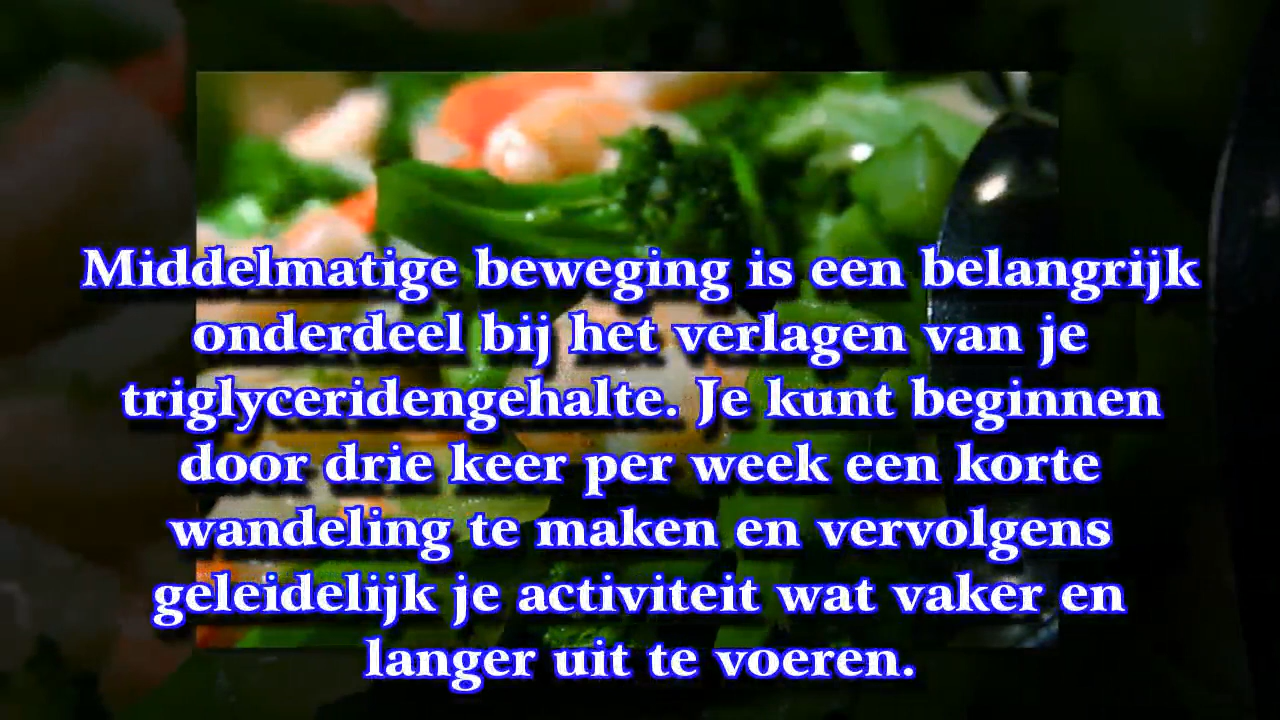 Middelmatige beweging is een belangrijk
onderdeel bij het verlagen van je
triglyceridengehalte. Je kunt beginnen
door drie keer per week een korte
wandeling te maken en vervolgens
geleidelijk je activiteit wat vaker en
langer uit te voeren.